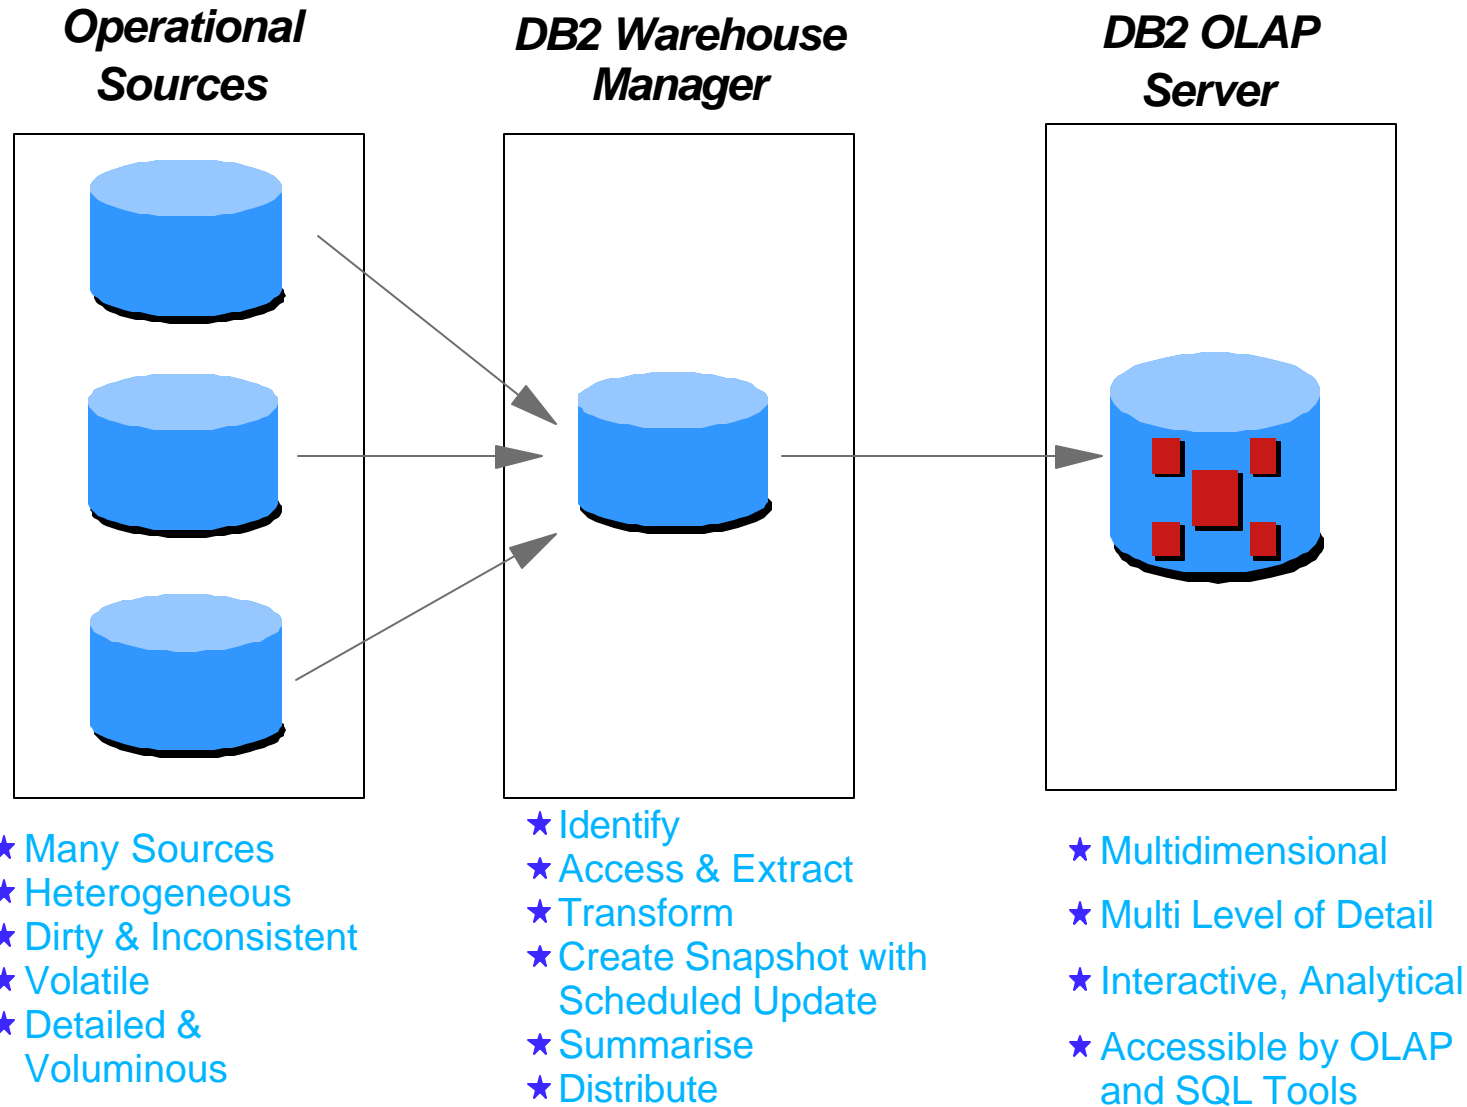 Operational
Sources
DB2 Warehouse
Manager
DB2 OLAP
Server
Many Sources
Heterogeneous
Dirty & Inconsistent
Volatile
Detailed &
Voluminous
Identify
Access & Extract
Transform
Create Snapshot with
Scheduled Update
Summarise
Distribute
Multidimensional
Multi Level of Detail
Interactive, Analytical
Accessible by OLAP
and SQL Tools